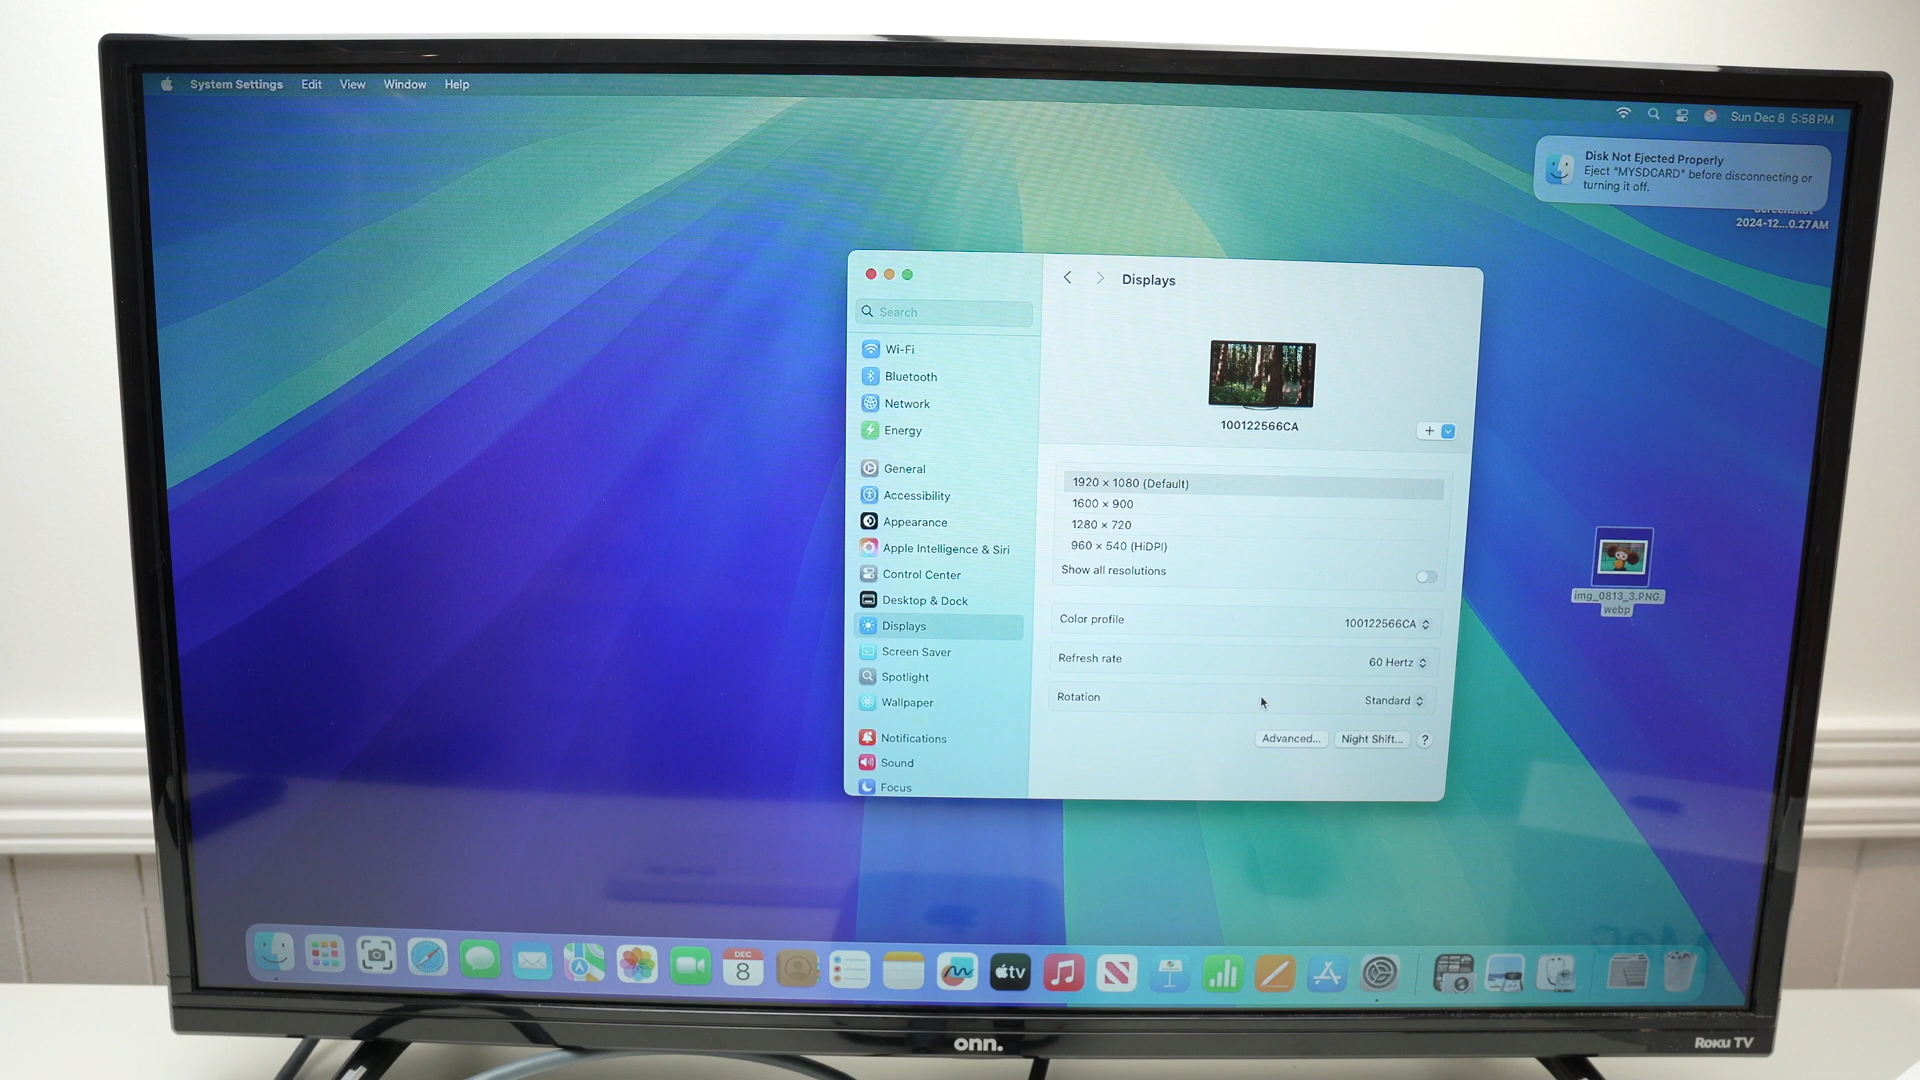 System Settings Edit View Window Help
Sun Dec 8 5:58 PM
Disk Not Ejected Properly
Eject "MYSDCARD" before disconnecting or
turning it off.
Screenshot
2024-12...0.27 AM
Displays
Search
Wi-Fi
Bluetooth
Network
Energy
General
Accessibility
Appearance
Apple Intelligence & Siri
Control Center
Desktop & Dock
Displays
Screen Saver
Spotlight
Wallpaper
Notifications
Sound
Focus
100122566CA
+
1920 × 1080 (Default)
1600 × 900
1280 × 720
960 × 540 (HiDPI)
Show all resolutions
Color profile 100122566CA
Refresh rate 60 Hertz
Rotation Standard
Advanced... Night Shift... ?
img_0813_3.PNG.
webp
DEC
8
tv
onn.
Roku TV